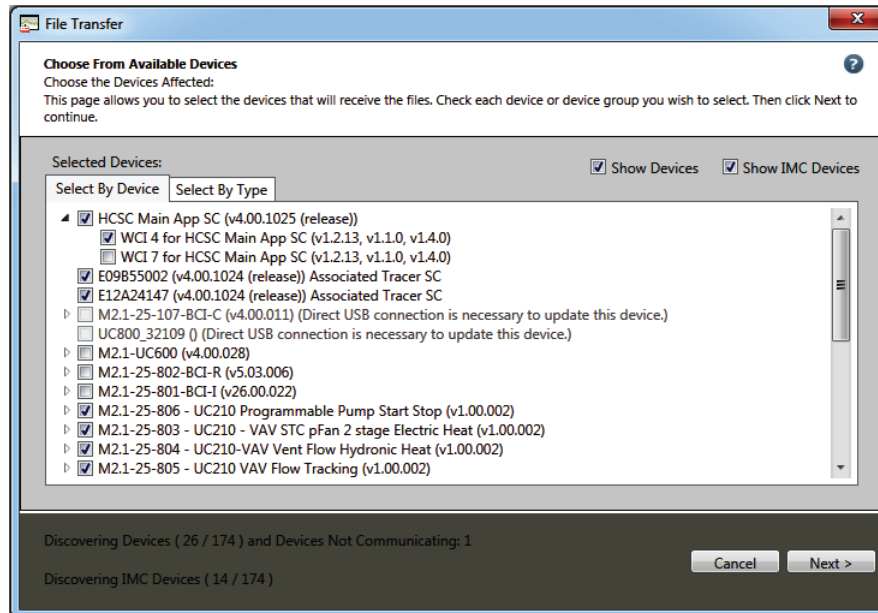 File Transfer
Choose From Available Devices
Choose the Devices Affected:
This page allows you to select the devices that will receive the files. Check each device or device group you wish to select. Then click Next to
continue.
Selected Devices:
Show Devices
Show IMC Devices
Select By Device
Select By Type
HCSC Main App SC (v4.00.1025 (release))
WCI 4 for HCSC Main App SC (v1.2.13, v1.1.0, v1.4.0)
WCI 7 for HCSC Main App SC (v1.2.13, v1.1.0, v1.4.0)
E09B55002 (v4.00.1024 (release)) Associated Tracer SC
E12A24147 (v4.00.1024 (release)) Associated Tracer SC
M2.1-25-107-BCI-C (v4.00.011) (Direct USB connection is necessary to update this device.)
UC800_32109 () (Direct USB connection is necessary to update this device.)
M2.1-UC600 (v4.00.028)
M2.1-25-802-BCI-R (v5.03.006)
M2.1-25-801-BCI-I (v26.00.022)
M2.1-25-806 - UC210 Programmable Pump Start Stop (v1.00.002)
M2.1-25-803 - UC210 - VAV STC pFan 2 stage Electric Heat (v1.00.002)
M2.1-25-804 - UC210-VAV Vent Flow Hydronic Heat (v1.00.002)
M2.1-25-805 - UC210 VAV Flow Tracking (v1.00.002)
Discovering Devices ( 26 / 174 ) and Devices Not Communicating: 1
Cancel
Next >
Discovering IMC Devices ( 14 / 174 )